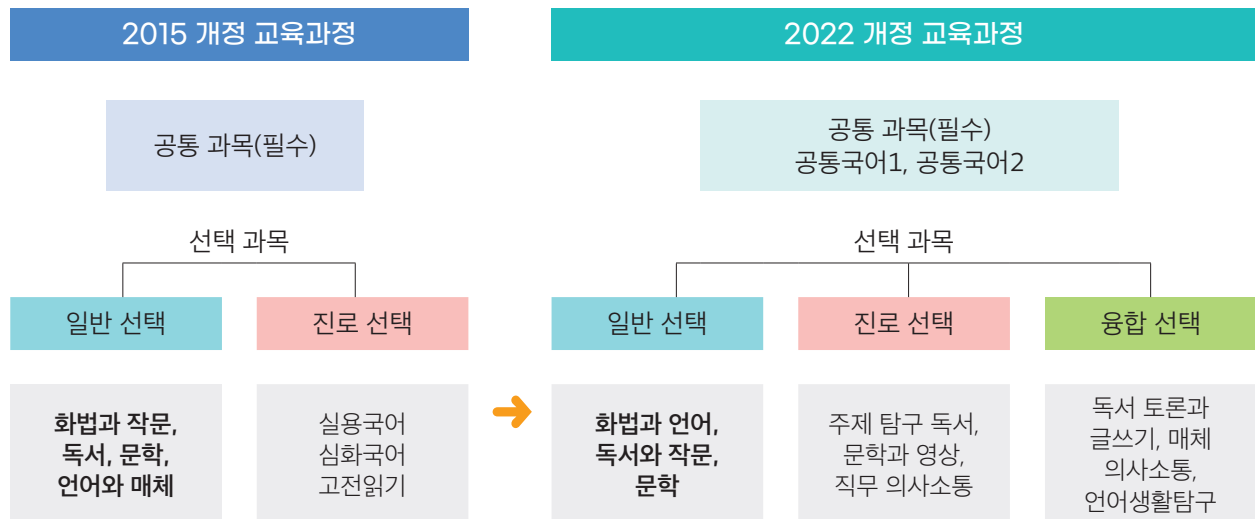 2015 개정 교육과정
공통 과목(필수)
선택 과목
일반 선택
진로 선택
화법과 작문,
독서, 문학,
언어와 매체
실용국어
심화국어
고전읽기
2022 개정 교육과정
공통 과목(필수)
공통국어1, 공통국어2
선택 과목
일반 선택
진로 선택
융합 선택
화법과 언어,
독서와 작문,
문학
주제 탐구 독서,
문학과 영상,
직무 의사소통
독서 토론과
글쓰기, 매체
의사소통,
언어생활탐구